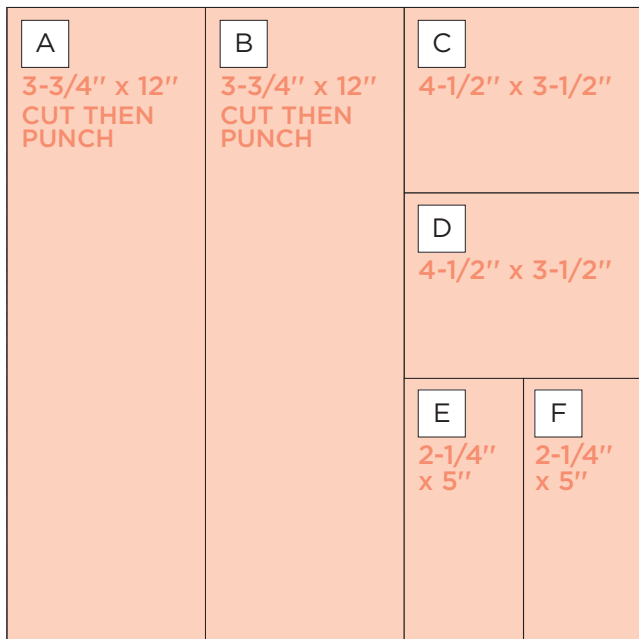 A
3-3/4" x 12"
CUT THEN
PUNCH
B
3-3/4" x 12"
CUT THEN
PUNCH
C
4-1/2" x 3-1/2"
D
4-1/2" x 3-1/2"
E
2-1/4"
x 5"
F
2-1/4"
x 5"